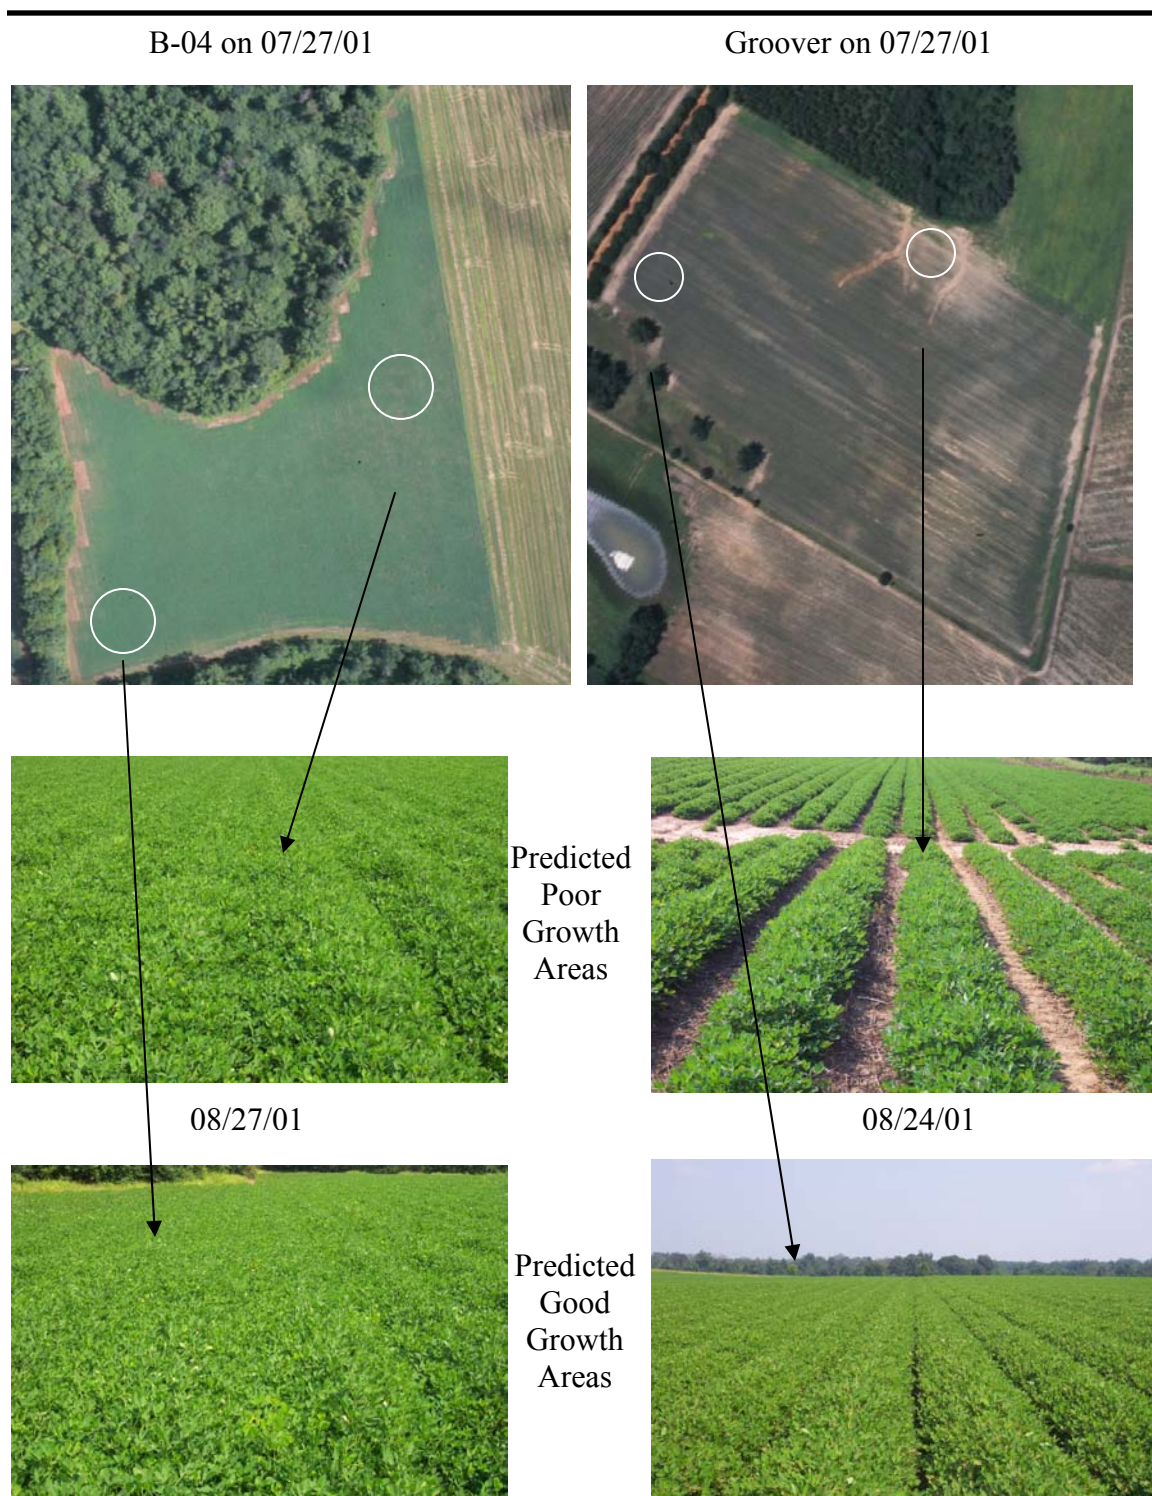 B-04 on 07/27/01
Groover on 07/27/01
Predicted
Poor
Growth
Areas
08/27/01
08/24/01
Predicted
Good
Growth
Areas